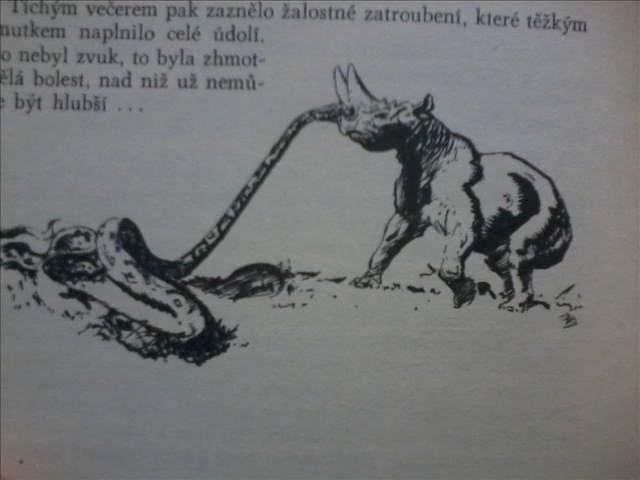 Tichým večerem pak zaznělo žalostné zatroubení, které těžkým
nutkem naplnilo celé údolí.
o nebyl zvuk, to byla zhmot-
ělá bolest, nad niž už nemů-
e být hlubší ...